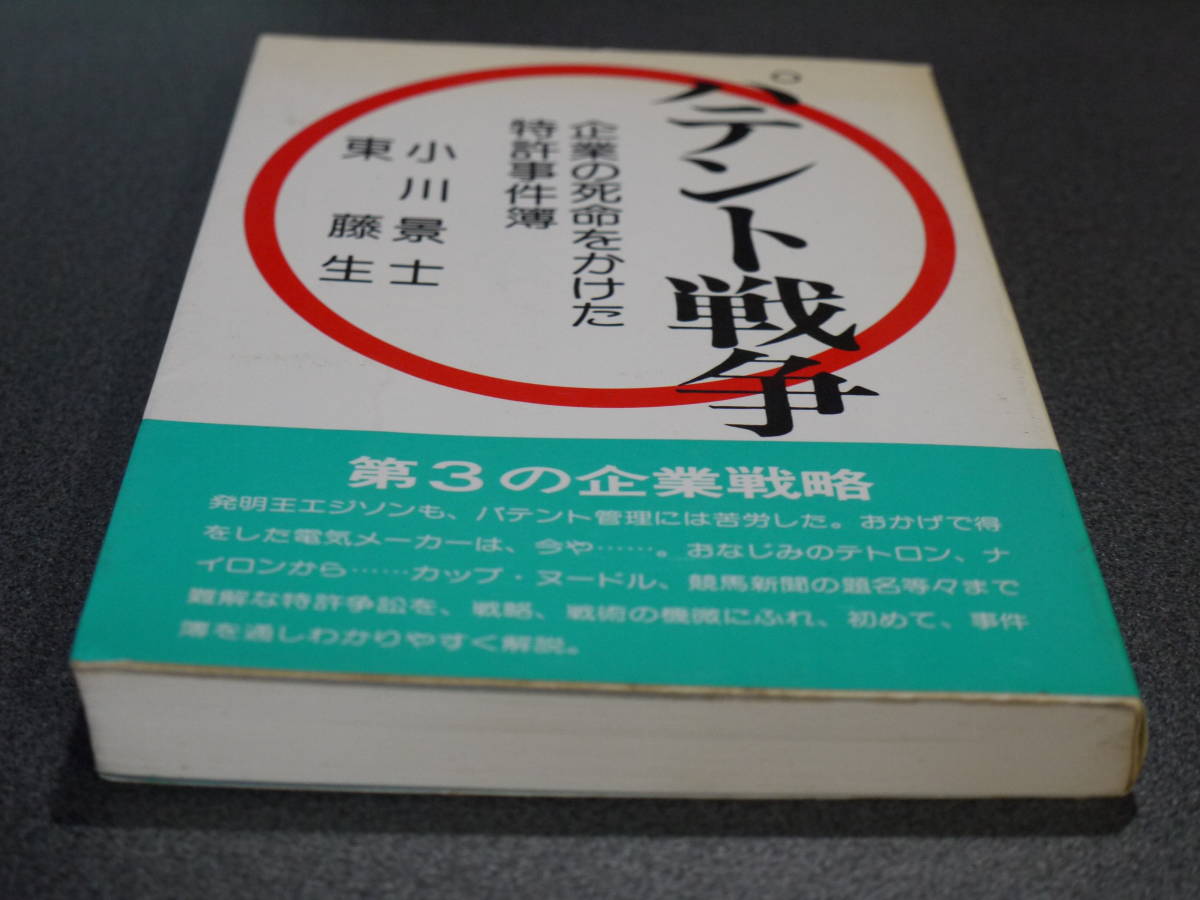 パテント戦争
企業の死命をかけた
特許事件簿
小川景士
東藤生
第3の企業戦略
発明王エジソンも、パテント管理には苦労した。おかげで得
をした電気メーカーは、今や……。おなじみのテトロン、ナ
イロンから……カップ・ヌードル、競馬新聞の題名等々まで
難解な特許争訟を、戦略、戦術の機微にふれ、初めて、事件
簿を通しわかりやすく解説。